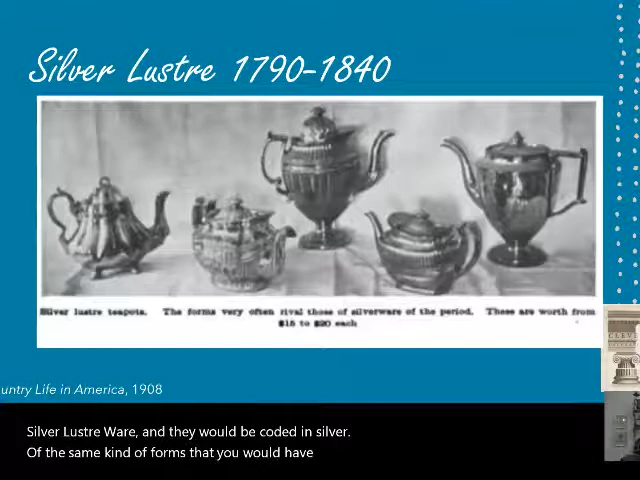 Silver Lustre 1790-1840
Silver lustre teapots. The forms very often rival those of silverware of the period. These are worth from
$15 to $20 each
untry Life in America, 1908
CLEVE
Silver Lustre Ware, and they would be coded in silver.
Of the same kind of forms that you would have